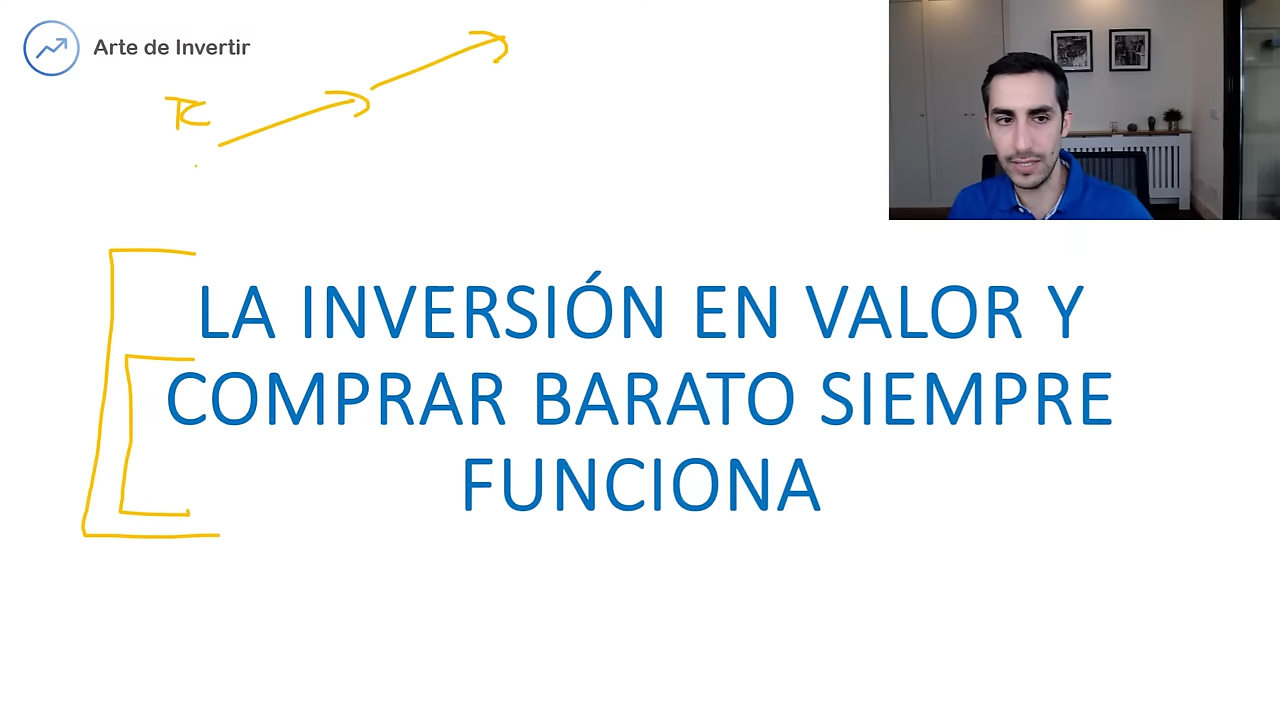 Arte de Invertir
LA INVERSIÓN EN VALOR Y
COMPRAR BARATO SIEMPRE
FUNCIONA